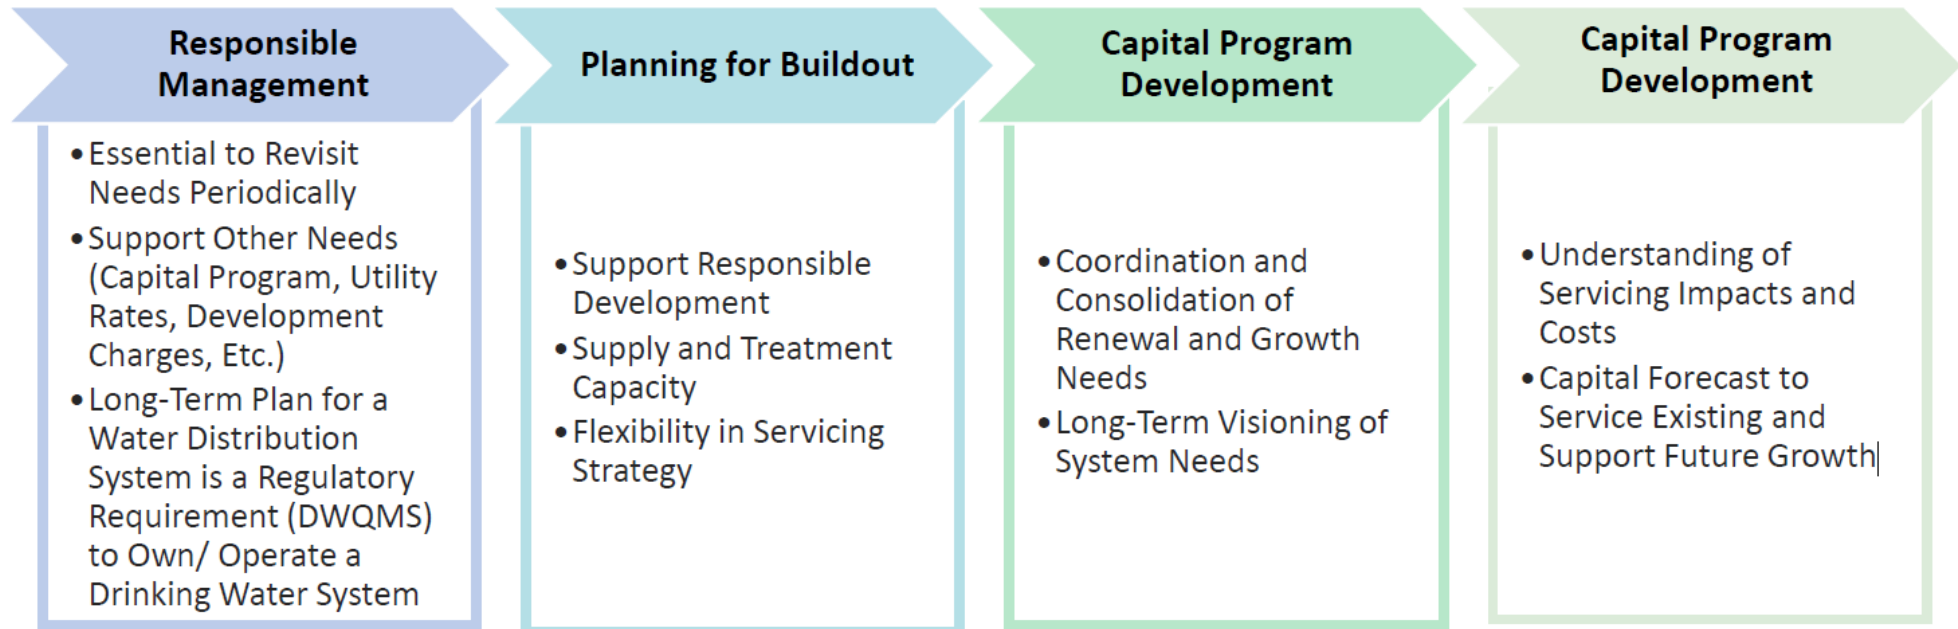 Responsible
Management
• Essential to Revisit
Needs Periodically
• Support Other Needs
(Capital Program, Utility
Rates, Development
Charges, Etc.)
• Long-Term Plan for a
Water Distribution
System is a Regulatory
Requirement (DWQMS)
to Own/ Operate a
Drinking Water System
Planning for Buildout
• Support Responsible
Development
• Supply and Treatment
Capacity
• Flexibility in Servicing
Strategy
Capital Program
Development
• Coordination and
Consolidation of
Renewal and Growth
Needs
• Long-Term Visioning of
System Needs
Capital Program
Development
• Understanding of
Servicing Impacts and
Costs
• Capital Forecast to
Service Existing and
Support Future Growth